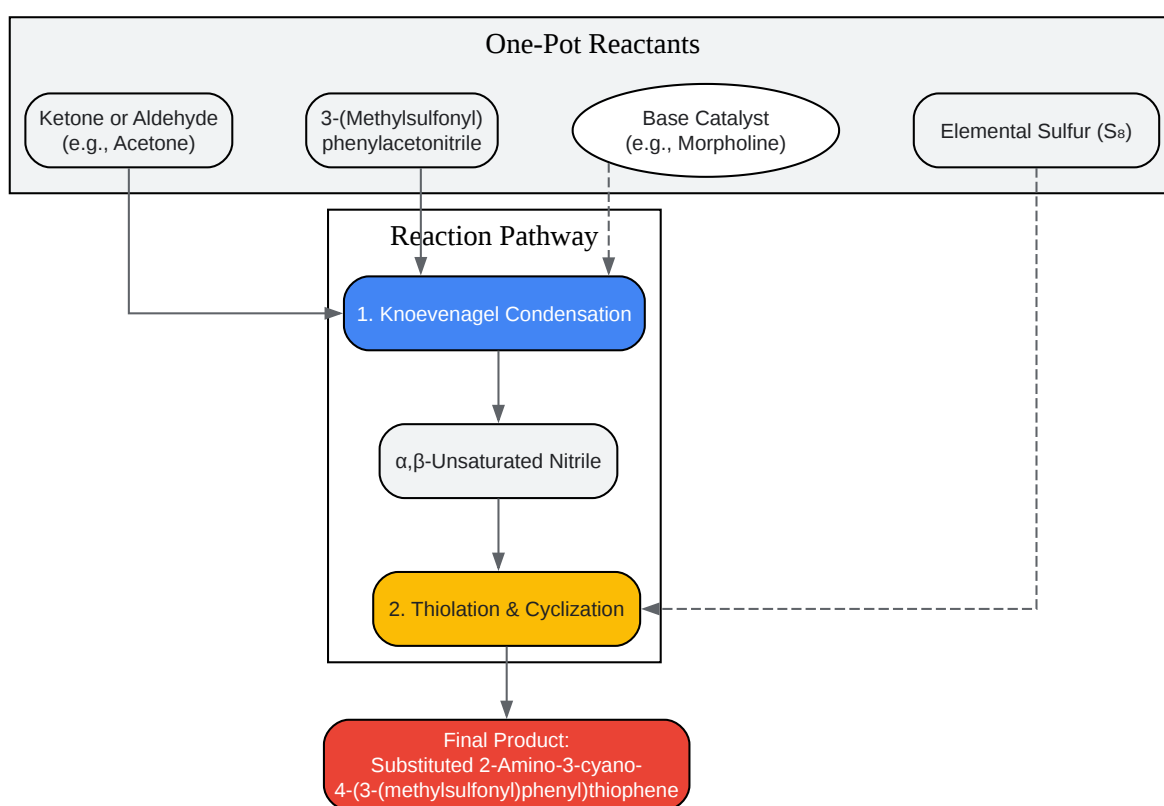 One-Pot Reactants
Ketone or Aldehyde
(e.g., Acetone)
3-(Methylsulfonyl)
phenylacetonitrile
Base Catalyst
(e.g., Morpholine)
Elemental Sulfur (S₈)
Reaction Pathway
1. Knoevenagel Condensation
α,β-Unsaturated Nitrile
2. Thiolation & Cyclization
Final Product:
Substituted 2-Amino-3-cyano-
4-(3-(methylsulfonyl)phenyl)thiophene